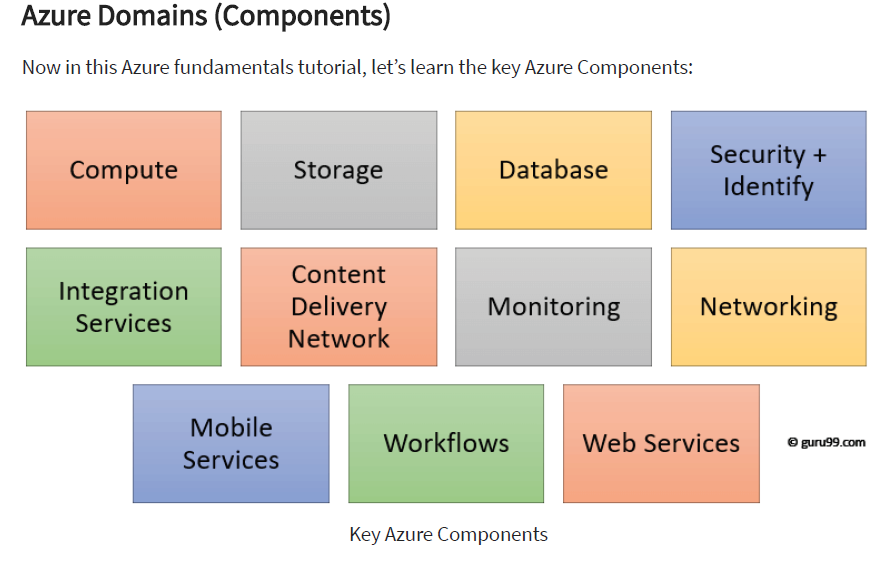 Azure Domains (Components)
Now in this Azure fundamentals tutorial, let’s learn the key Azure Components:
Compute
Storage
Database
Security +
Identify
Integration
Services
Content
Delivery
Network
Monitoring
Networking
Mobile
Services
Workflows
Web Services
© guru99.com
Key Azure Components